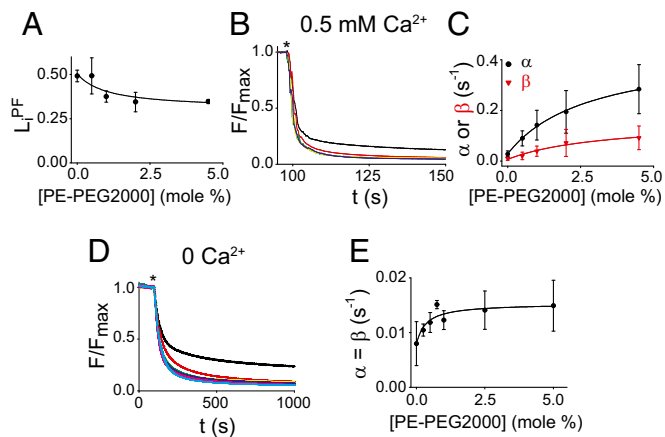 A
L_i^PF
0.50
0.25
0.00
0.0 2.5 5.0
[PE-PEG2000] (mole %)
B
0.5 mM Ca²⁺
*
F/F_max
1.0
0.5
0.0
100 150
t (s)
C
α
β
α or β (s⁻¹)
0.4
0.2
0.0
0.0 2.5 5.0
[PE-PEG2000] (mole %)
D
0 Ca²⁺
*
F/F_max
1.0
0.5
0.0
0 500 1000
t (s)
E
α = β (s⁻¹)
0.02
0.01
0.00
0.0 2.5 5.0
[PE-PEG2000] (mole %)